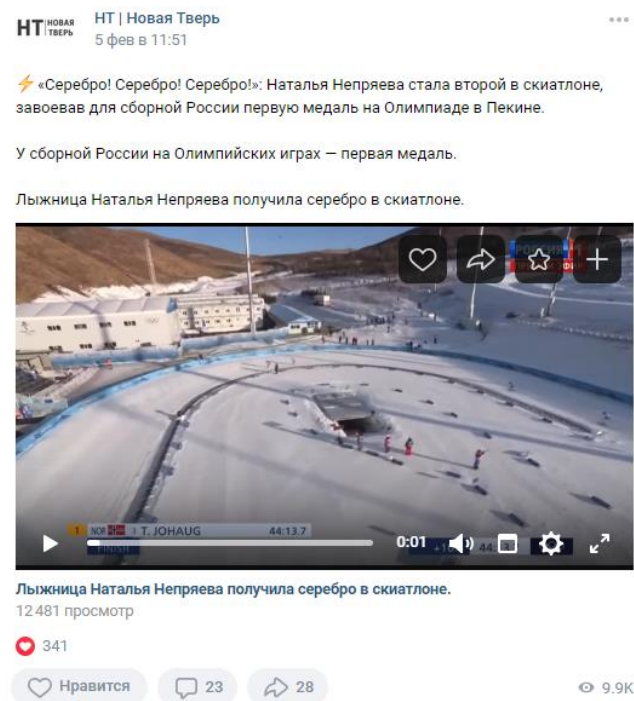 НТ НОВАЯ ТВЕРЬ
НТ | Новая Тверь
5 фев в 11:51
⚡ «Серебро! Серебро! Серебро!»: Наталья Непряева стала второй в скиатлоне,
завоевав для сборной России первую медаль на Олимпиаде в Пекине.
У сборной России на Олимпийских играх — первая медаль.
Лыжница Наталья Непряева получила серебро в скиатлоне.
РОССИЯ 1
1 NOR T. JOHAUG 44:13.7
FINISH
0:01
Лыжница Наталья Непряева получила серебро в скиатлоне.
12 481 просмотр
341
Нравится 23 28 9.9K